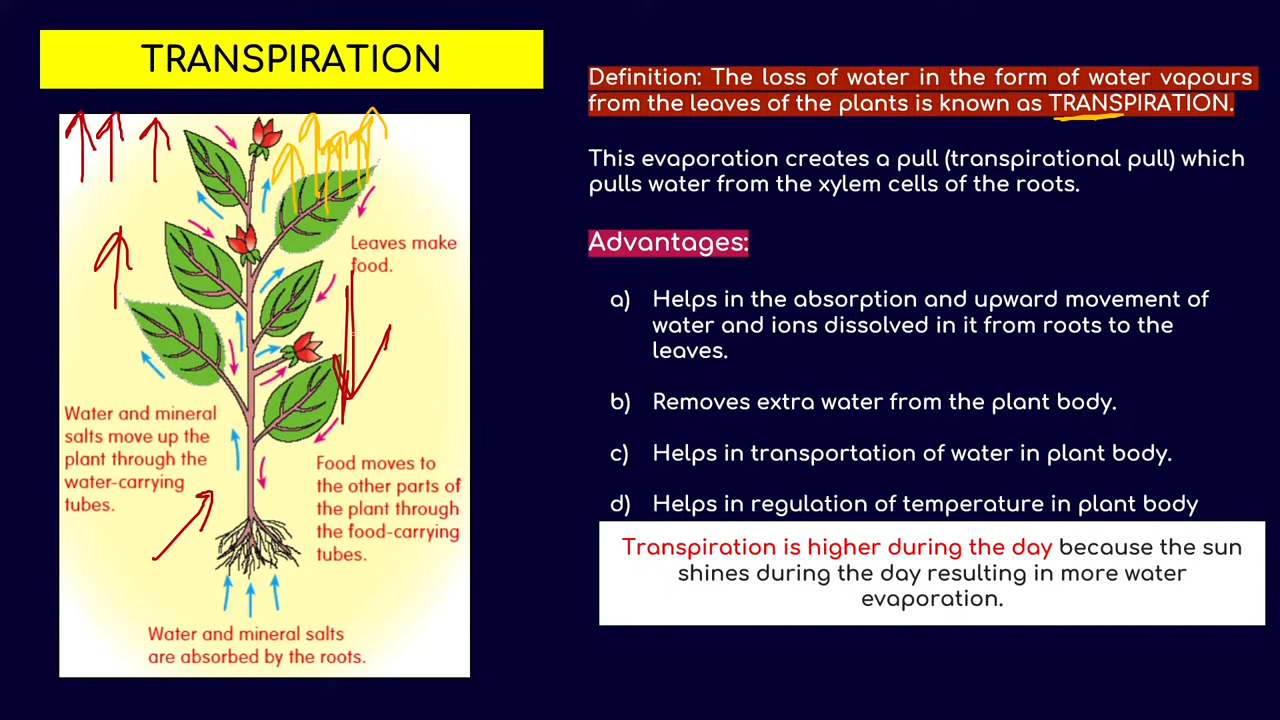 TRANSPIRATION
Definition: The loss of water in the form of water vapours
from the leaves of the plants is known as TRANSPIRATION.
This evaporation creates a pull (transpirational pull) which
pulls water from the xylem cells of the roots.
Advantages:
a) Helps in the absorption and upward movement of
water and ions dissolved in it from roots to the
leaves.
b) Removes extra water from the plant body.
c) Helps in transportation of water in plant body.
d) Helps in regulation of temperature in plant body
Transpiration is higher during the day because the sun
shines during the day resulting in more water
evaporation.
Leaves make
food.
Water and mineral
salts move up the
plant through the
water-carrying
tubes.
Food moves to
the other parts of
the plant through
the food-carrying
tubes.
Water and mineral salts
are absorbed by the roots.